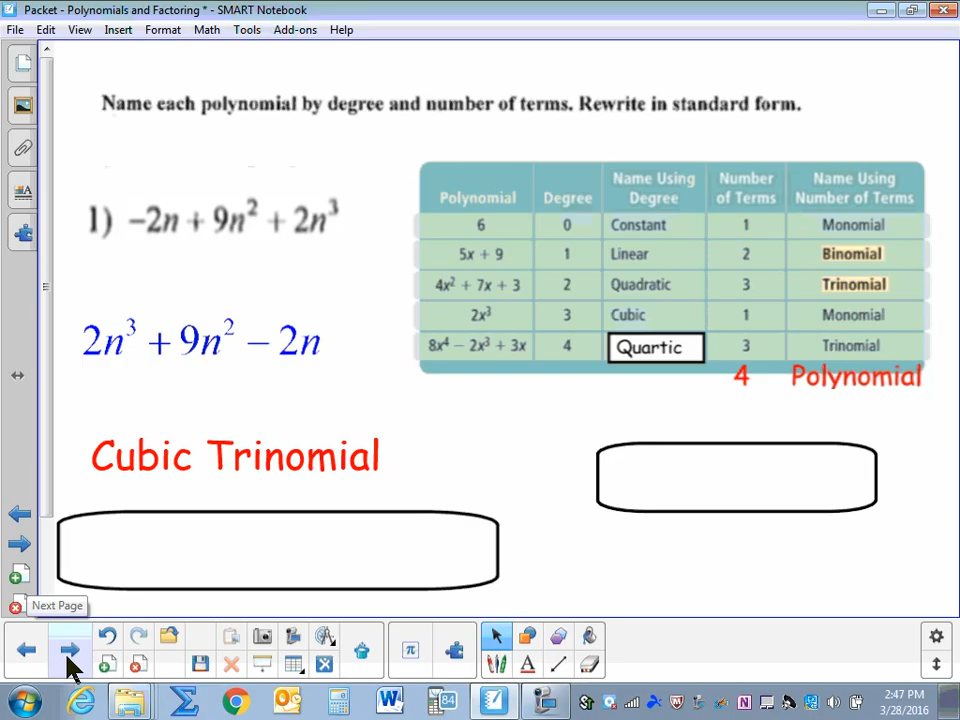 Packet - Polynomials and Factoring * - SMART Notebook
File Edit View Insert Format Math Tools Add-ons Help
Name each polynomial by degree and number of terms. Rewrite in standard form.
1) −2n + 9n² + 2n³
2n³ + 9n² − 2n
Cubic Trinomial
Polynomial Degree Name Using Degree Number of Terms Name Using Number of Terms
6 0 Constant 1 Monomial
5x + 9 1 Linear 2 Binomial
4x² + 7x + 3 2 Quadratic 3 Trinomial
2x³ 3 Cubic 1 Monomial
8x⁴ − 2x³ + 3x 4 Quartic 3 Trinomial
4 Polynomial
Next Page
2:47 PM
3/28/2016